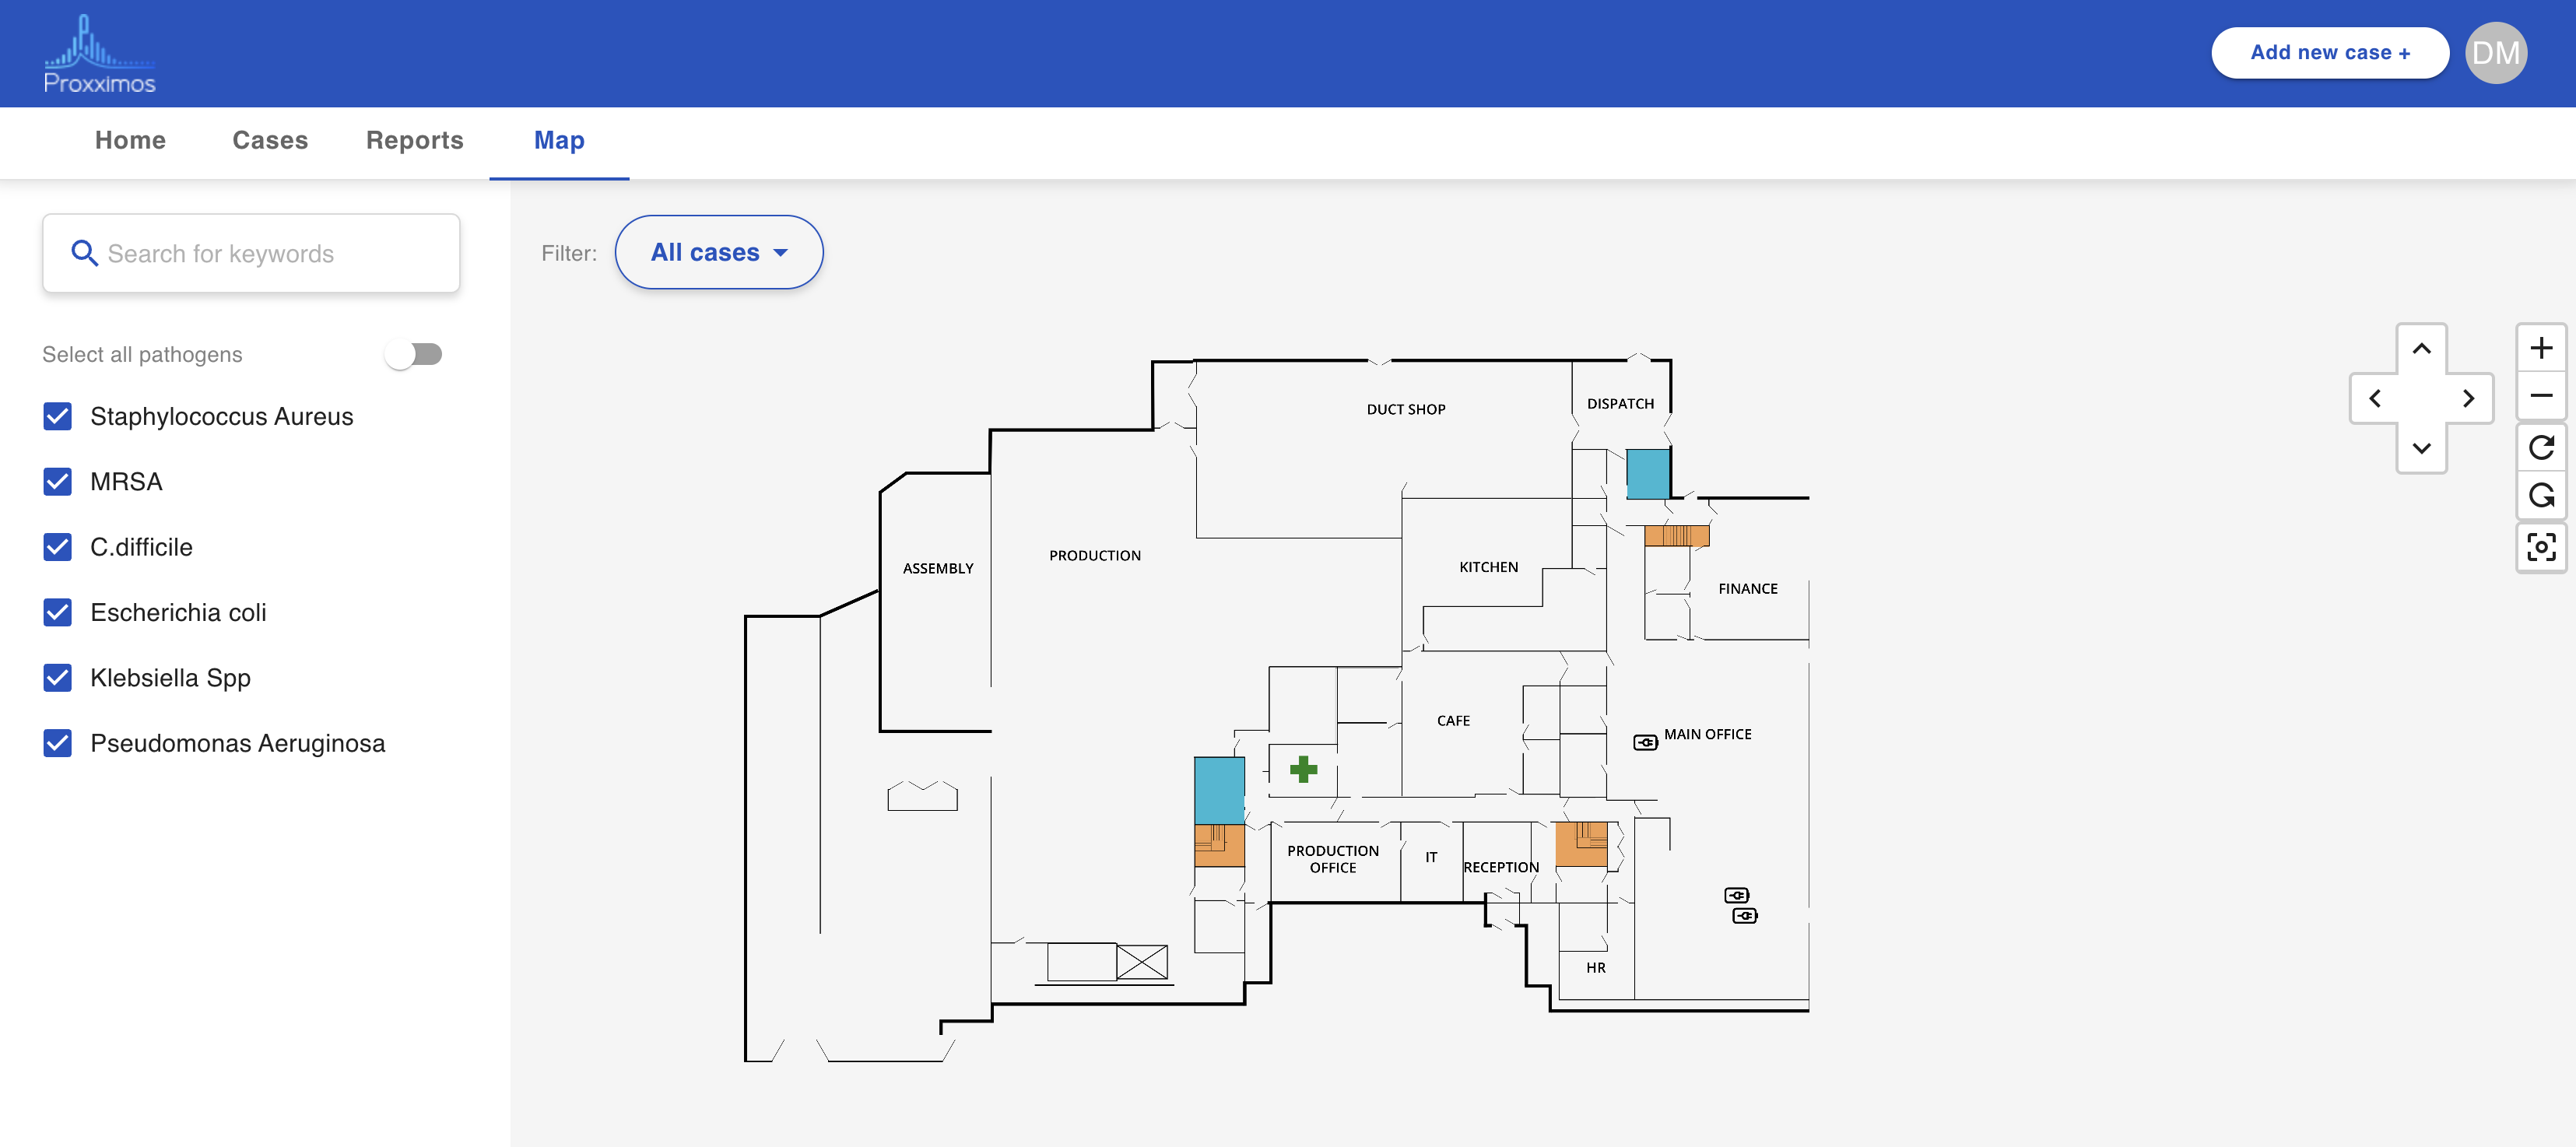 Proxximos
Add new case +
DM
Home
Cases
Reports
Map
Search for keywords
Filter:
All cases
Select all pathogens
Staphylococcus Aureus
MRSA
C.difficile
Escherichia coli
Klebsiella Spp
Pseudomonas Aeruginosa
DUCT SHOP
DISPATCH
PRODUCTION
ASSEMBLY
KITCHEN
FINANCE
CAFE
MAIN OFFICE
PRODUCTION
OFFICE
IT
RECEPTION
HR